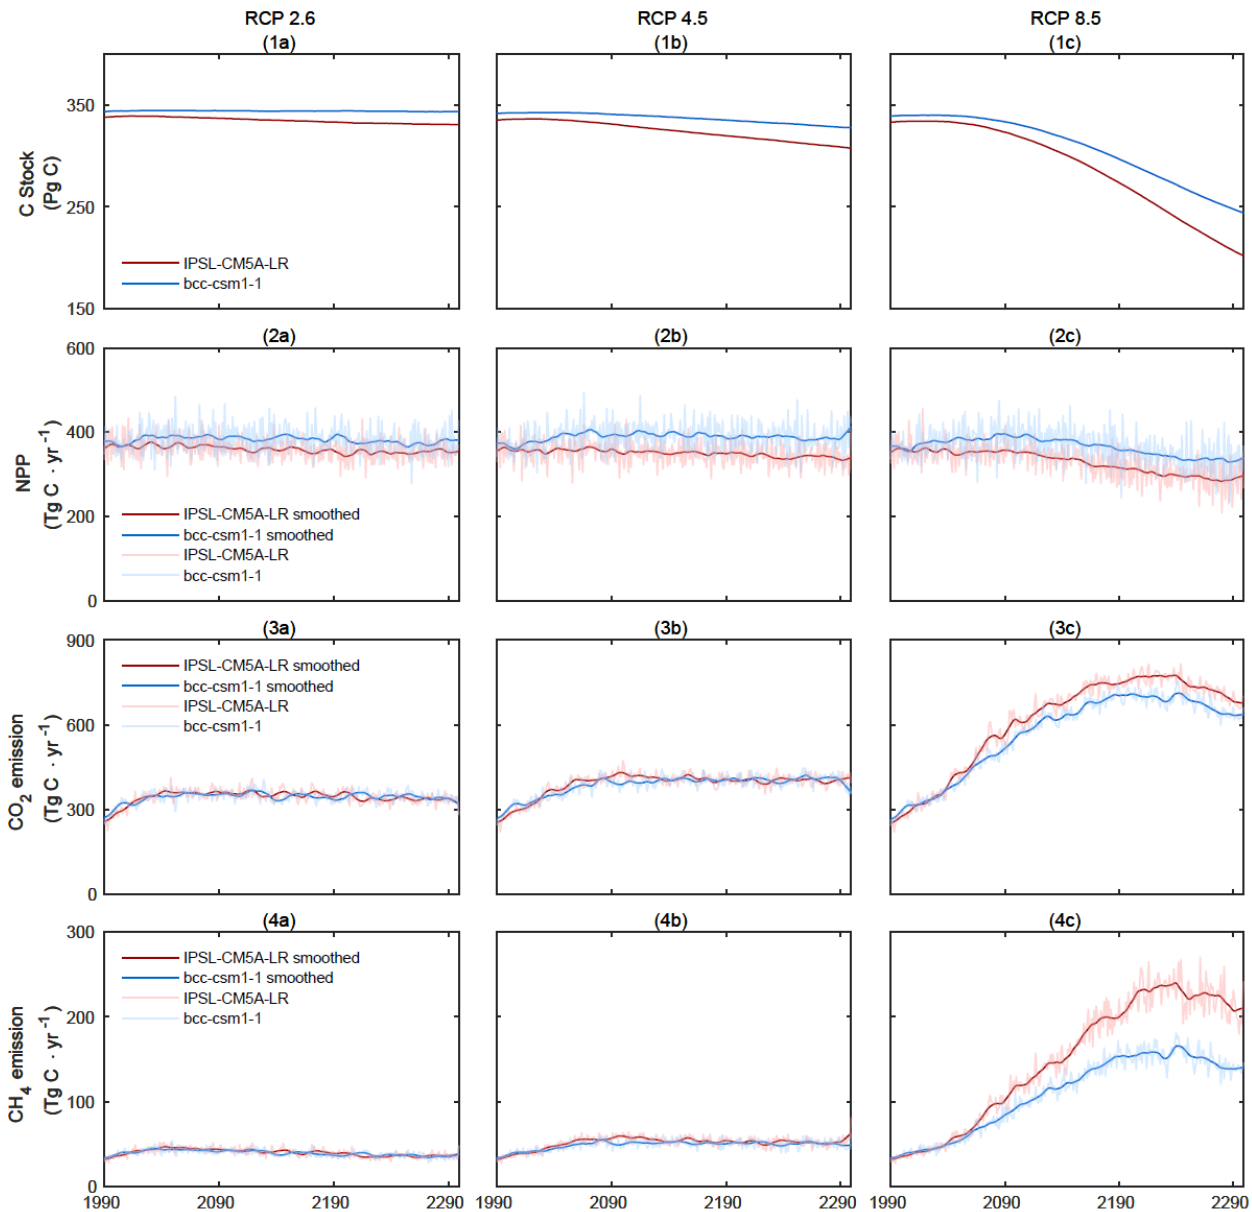 RCP 2.6
RCP 4.5
RCP 8.5
(1a)
(1b)
(1c)
C Stock
(Pg C)
350
250
150
IPSL-CM5A-LR
bcc-csm1-1
(2a)
(2b)
(2c)
NPP
(Tg C · yr⁻¹)
600
400
200
0
IPSL-CM5A-LR smoothed
bcc-csm1-1 smoothed
IPSL-CM5A-LR
bcc-csm1-1
(3a)
(3b)
(3c)
CO₂ emission
(Tg C · yr⁻¹)
900
600
300
0
IPSL-CM5A-LR smoothed
bcc-csm1-1 smoothed
IPSL-CM5A-LR
bcc-csm1-1
(4a)
(4b)
(4c)
CH₄ emission
(Tg C · yr⁻¹)
300
200
100
0
IPSL-CM5A-LR smoothed
bcc-csm1-1 smoothed
IPSL-CM5A-LR
bcc-csm1-1
1990 2090 2190 2290
1990 2090 2190 2290
1990 2090 2190 2290